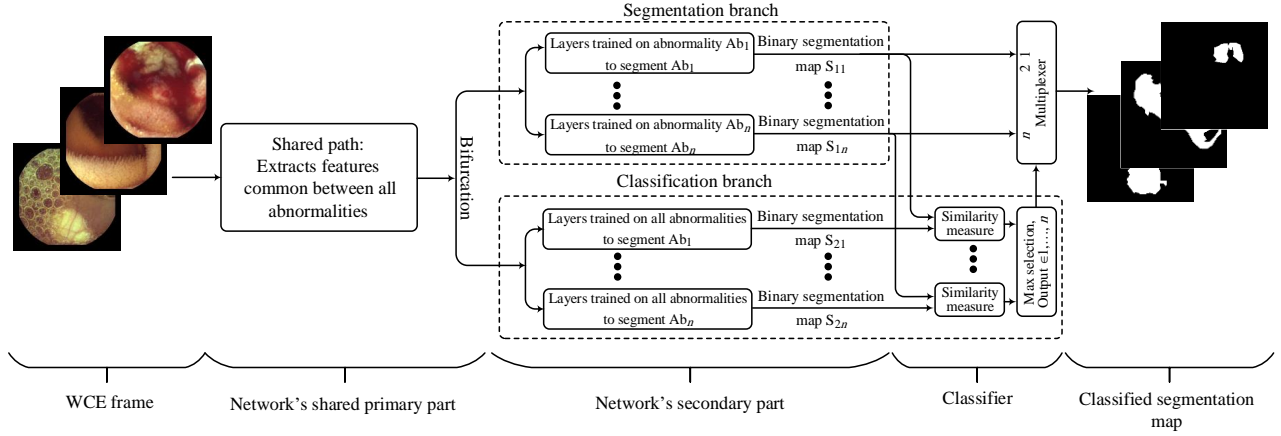 Segmentation branch
Layers trained on abnormality Ab₁
to segment Ab₁
Binary segmentation
map S₁₁
Layers trained on abnormality Abₙ
to segment Abₙ
Binary segmentation
map S₁ₙ
1
2
n
Multiplexer
Shared path:
Extracts features
common between all
abnormalities
Bifurcation
Classification branch
Layers trained on all abnormalities
to segment Ab₁
Binary segmentation
map S₂₁
Similarity
measure
Layers trained on all abnormalities
to segment Abₙ
Binary segmentation
map S₂ₙ
Similarity
measure
Max selection,
Output ∈1,…, n
WCE frame
Network’s shared primary part
Network’s secondary part
Classifier
Classified segmentation
map